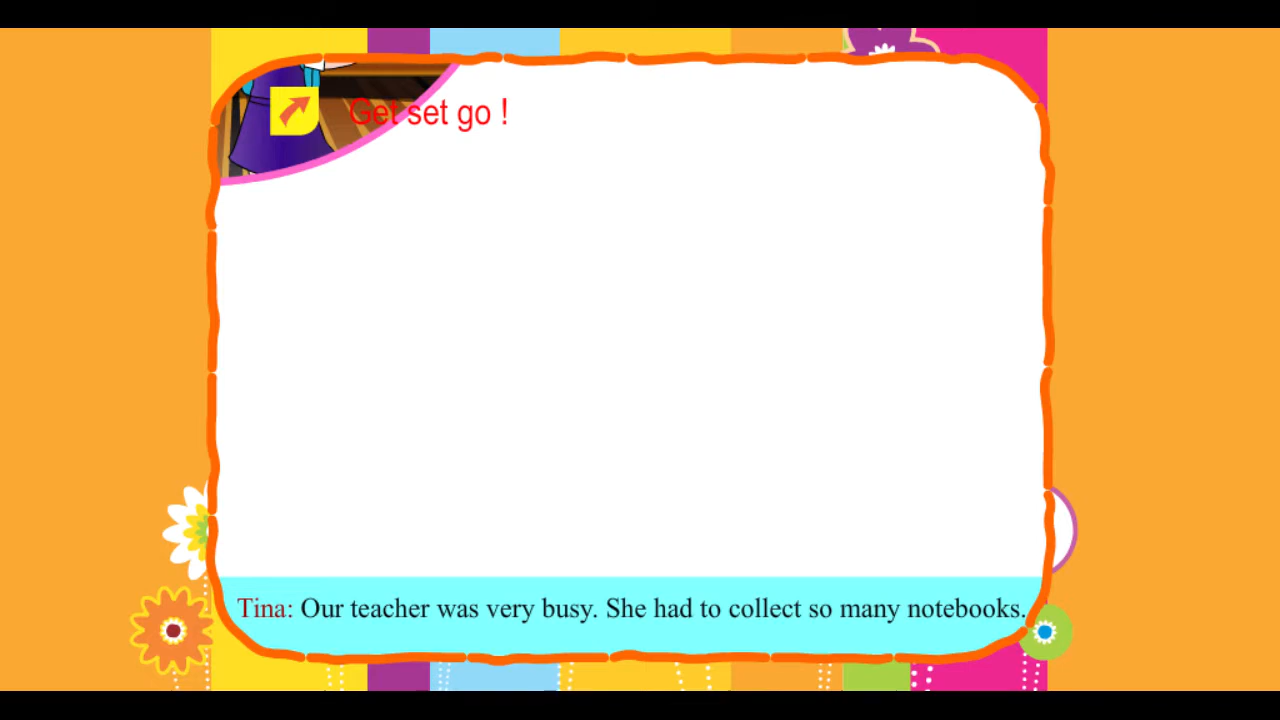 Get set go !
Tina: Our teacher was very busy. She had to collect so many notebooks.